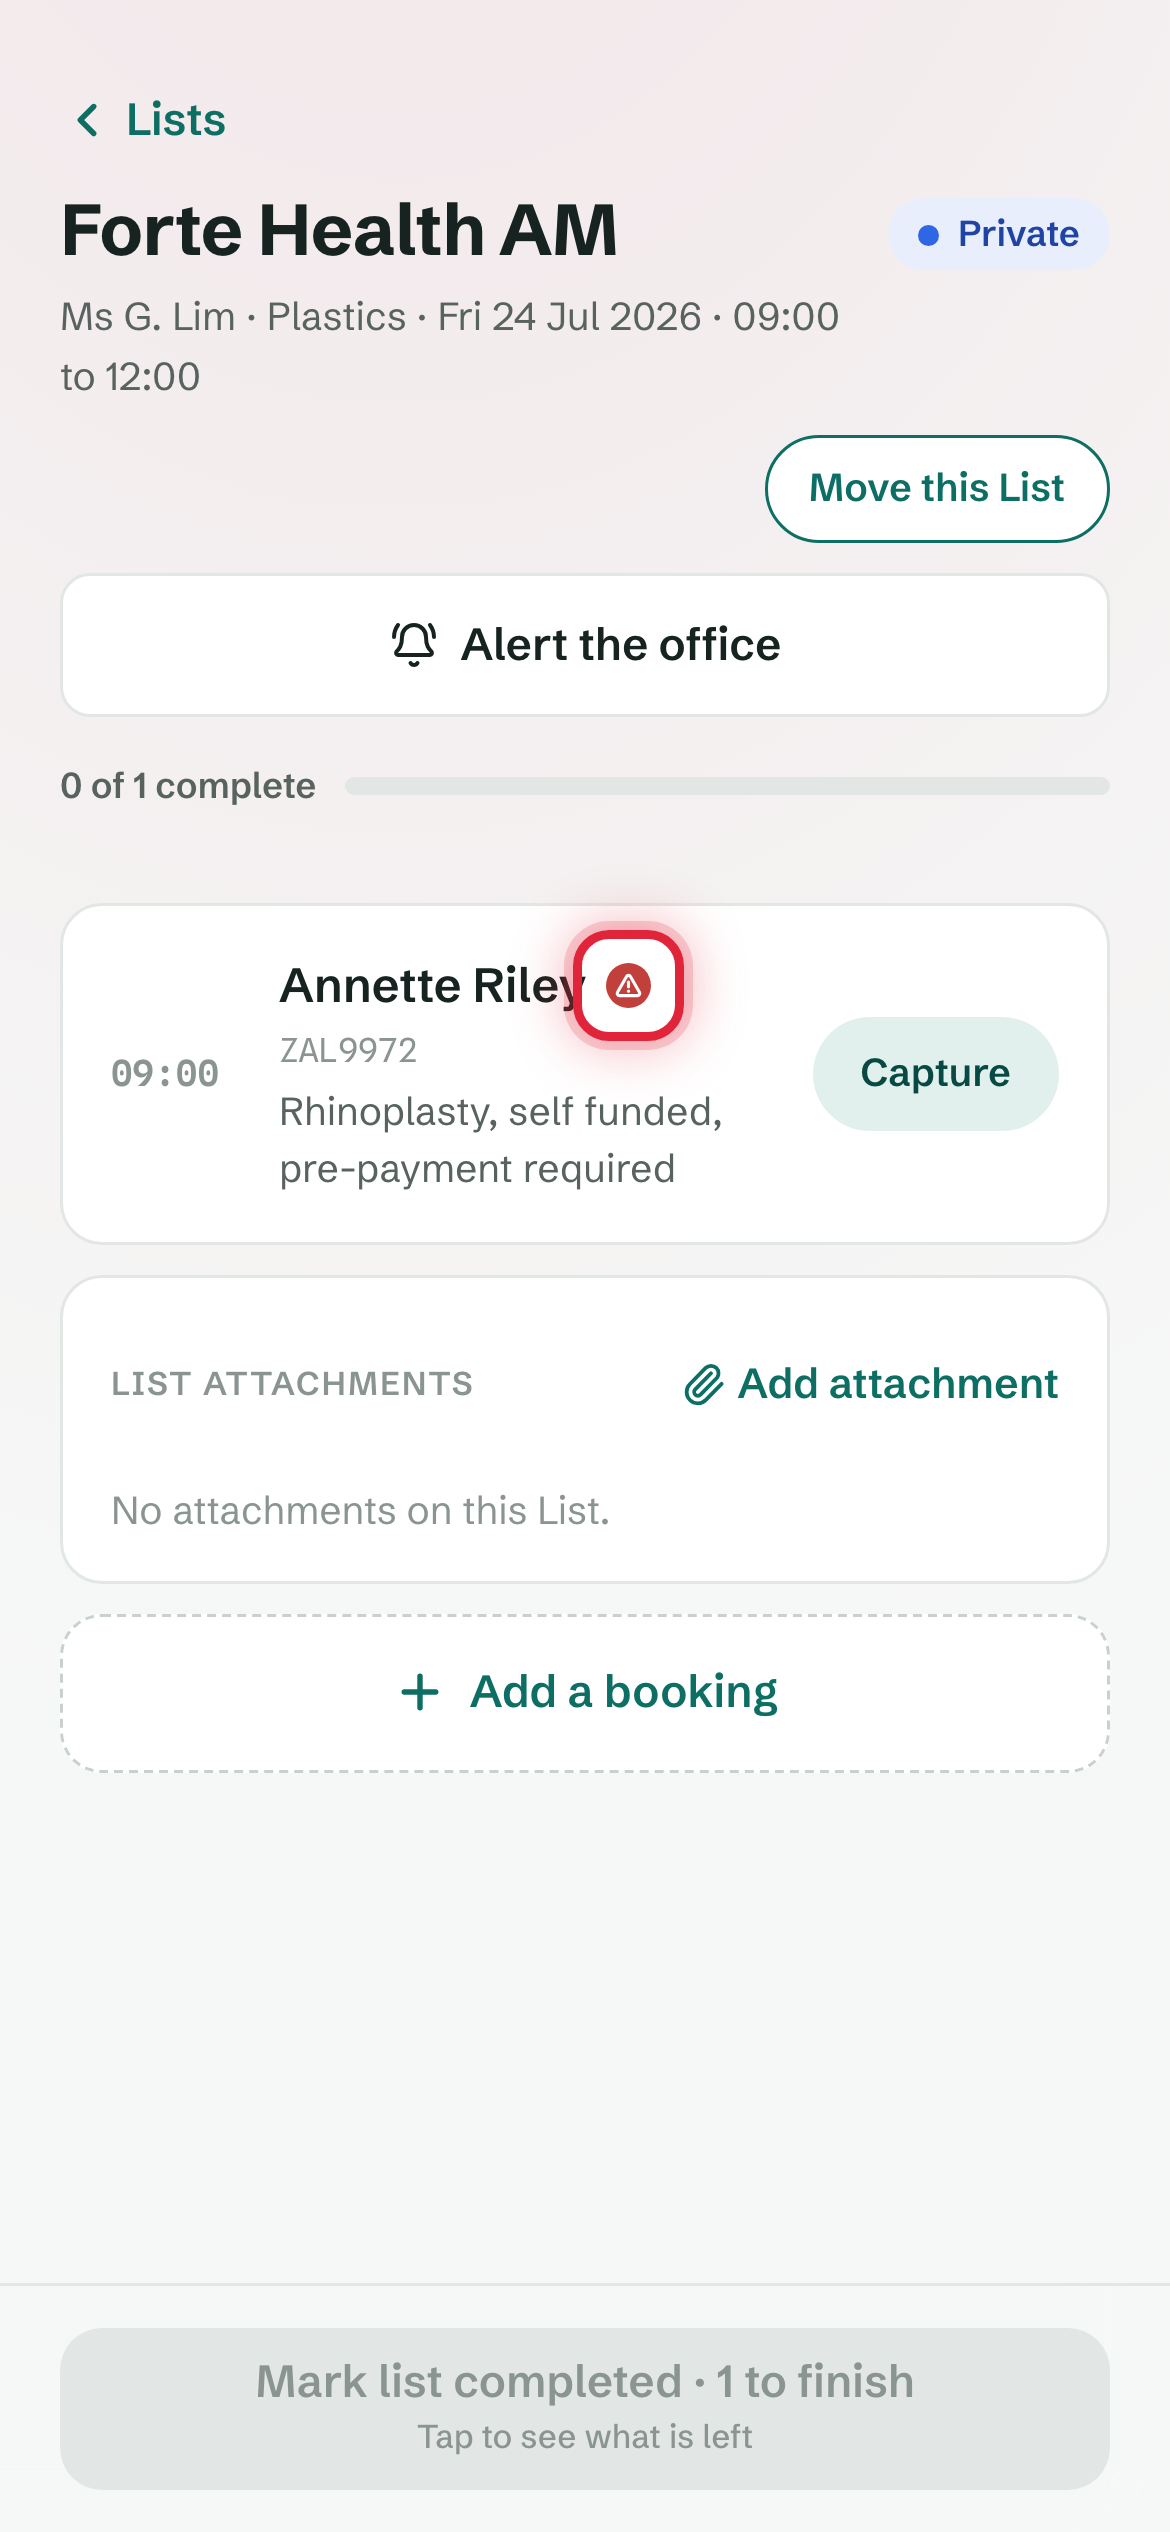 Lists
Forte Health AM
Private
Ms G. Lim · Plastics · Fri 24 Jul 2026 · 09:00
to 12:00
Move this List
Alert the office
0 of 1 complete
Annette Riley
ZAL9972
09:00
Capture
Rhinoplasty, self funded,
pre-payment required
LIST ATTACHMENTS
Add attachment
No attachments on this List.
Add a booking
Mark list completed · 1 to finish
Tap to see what is left